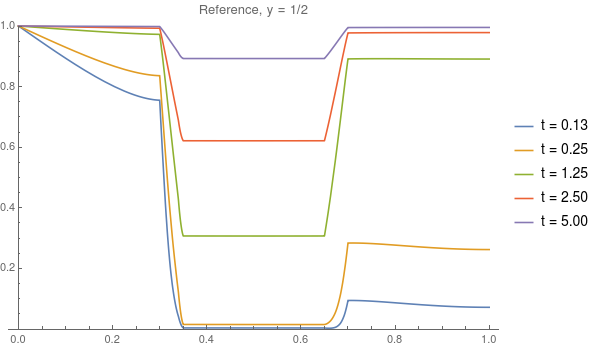 Reference, y = 1/2
1.0
0.8
0.6
0.4
0.2
0.0 0.2 0.4 0.6 0.8 1.0
t = 0.13
t = 0.25
t = 1.25
t = 2.50
t = 5.00